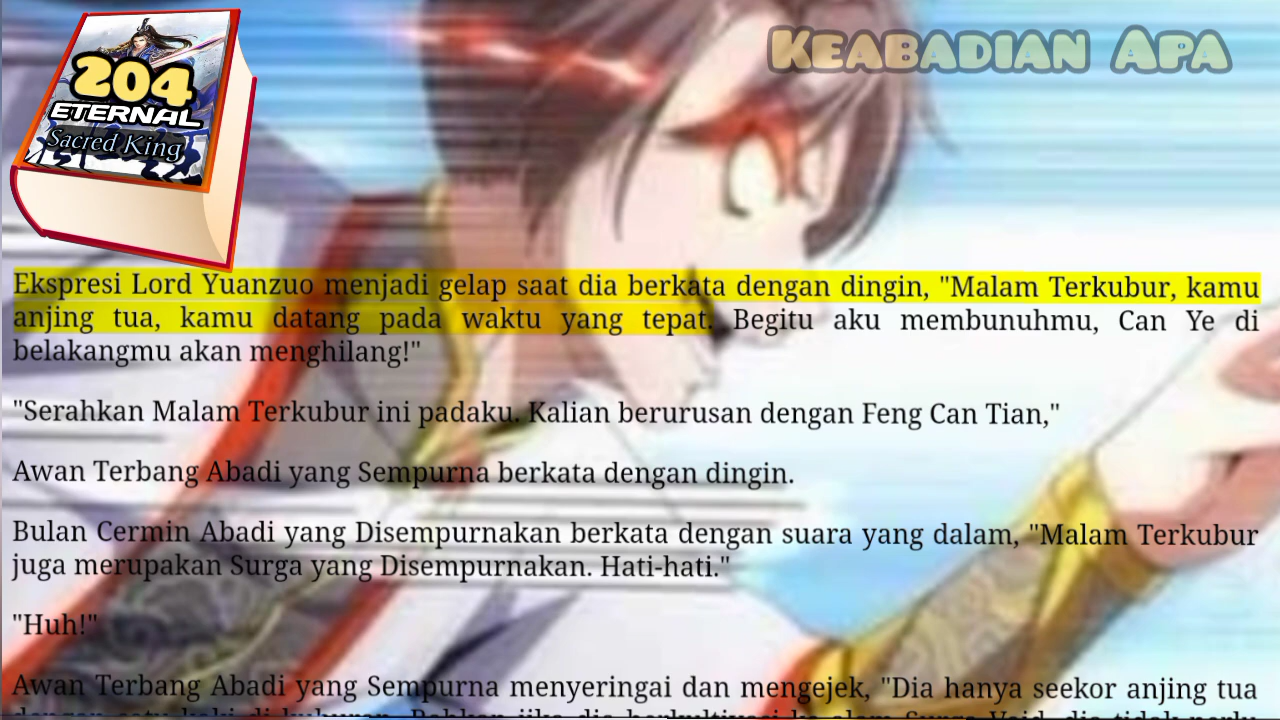 204
ETERNAL
Sacred King
KEABADIAN APA
Ekspresi Lord Yuanzuo menjadi gelap saat dia berkata dengan dingin, "Malam Terkubur, kamu
anjing tua, kamu datang pada waktu yang tepat. Begitu aku membunuhmu, Can Ye di
belakangmu akan menghilang!"
"Serahkan Malam Terkubur ini padaku. Kalian berurusan dengan Feng Can Tian,"
Awan Terbang Abadi yang Sempurna berkata dengan dingin.
Bulan Cermin Abadi yang Disempurnakan berkata dengan suara yang dalam, "Malam Terkubur
juga merupakan Surga yang Disempurnakan. Hati-hati."
"Huh!"
Awan Terbang Abadi yang Sempurna menyeringai dan mengejek, "Dia hanya seekor anjing tua